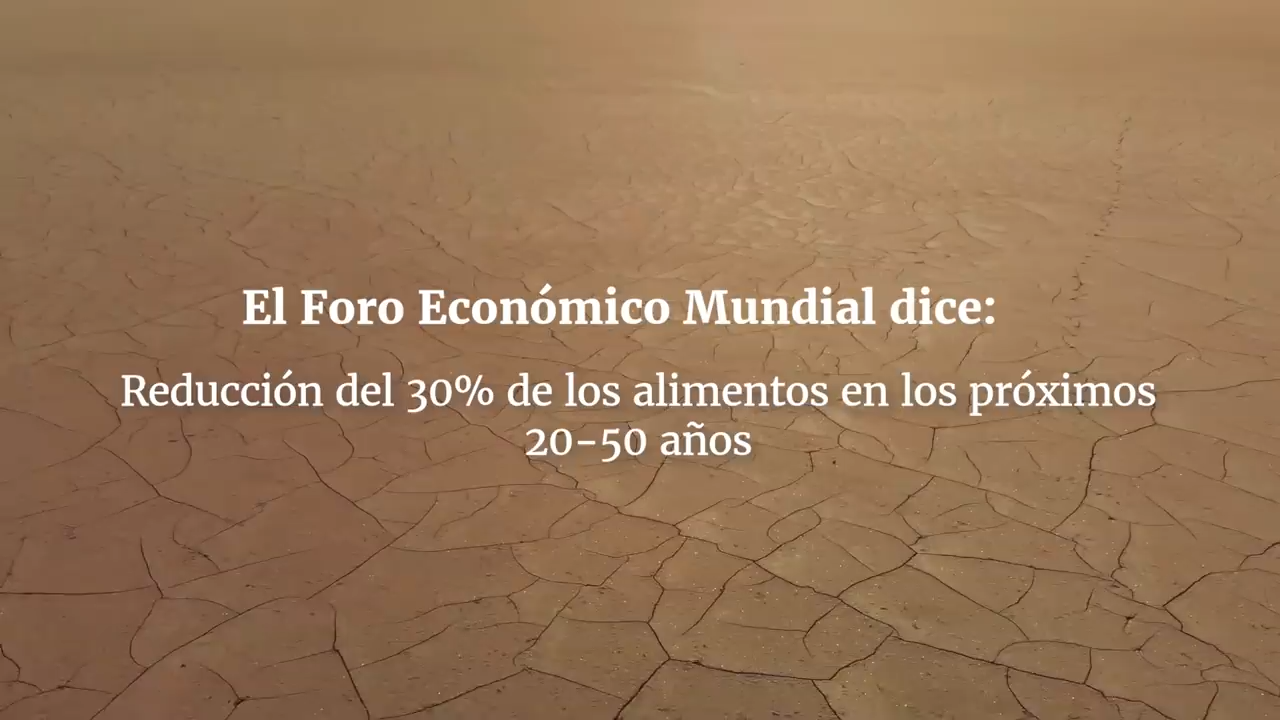 El Foro Económico Mundial dice:
Reducción del 30% de los alimentos en los próximos
20-50 años